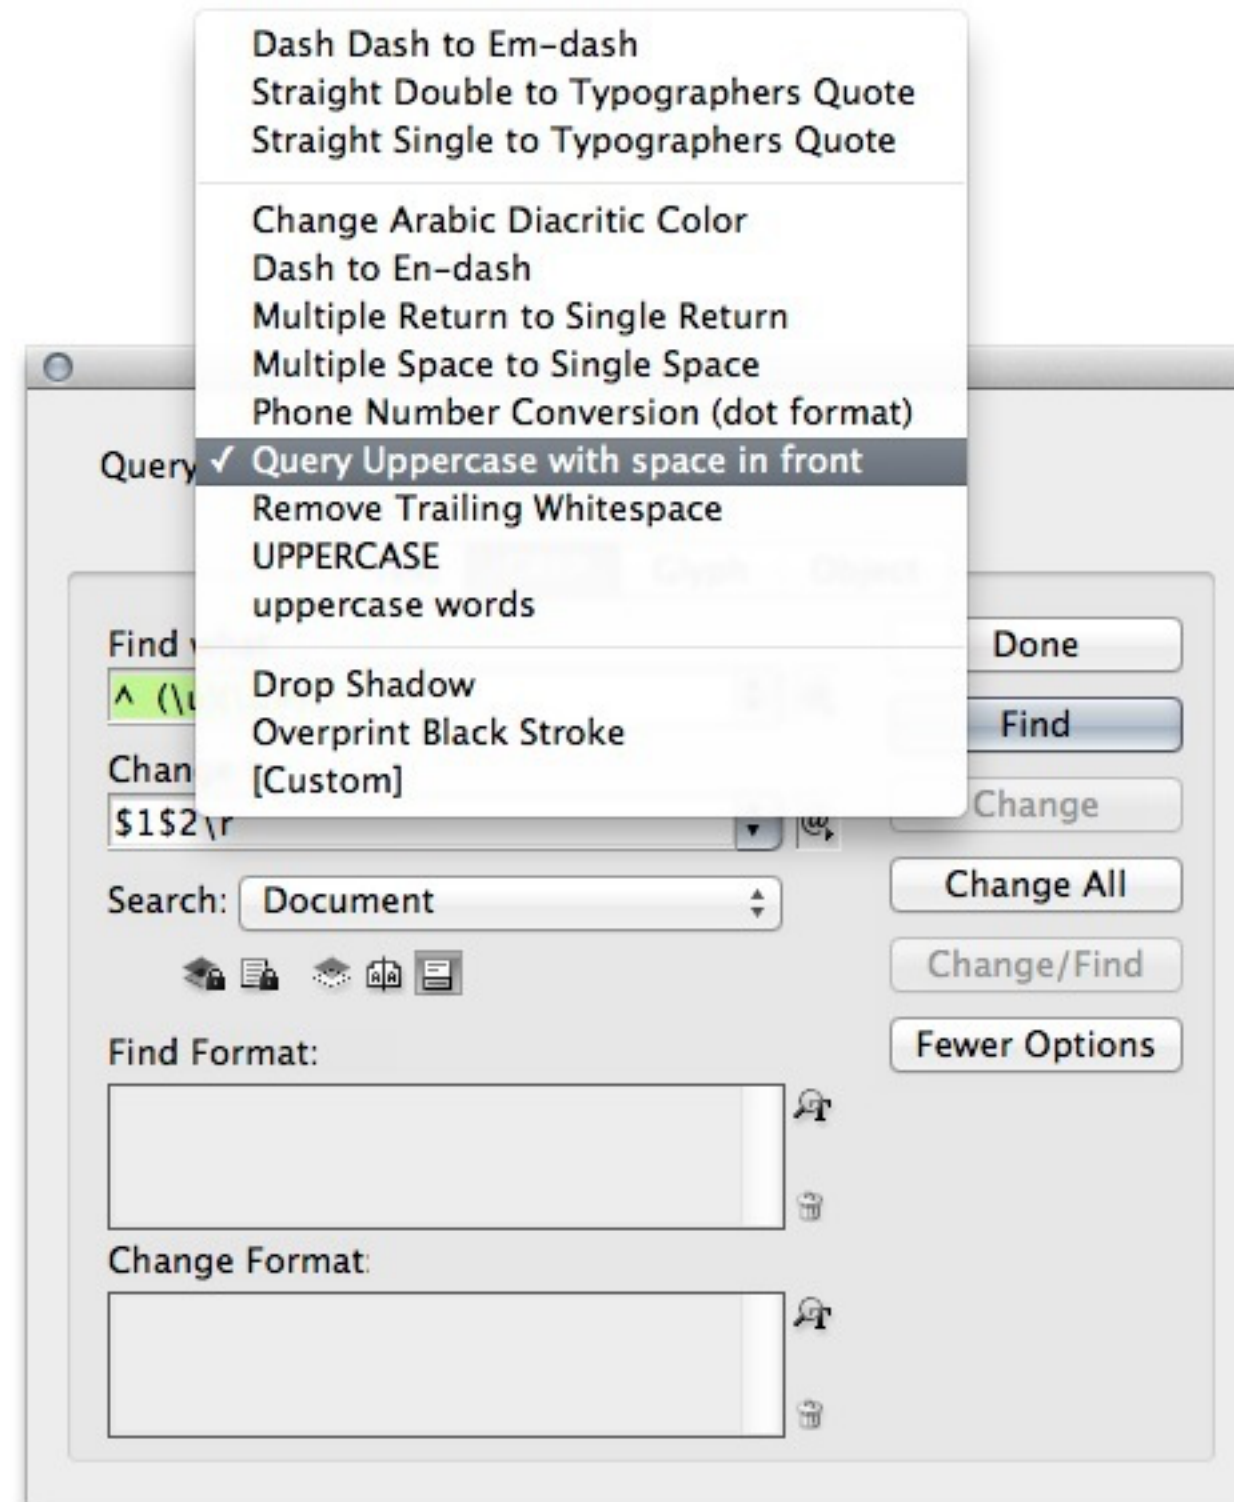 Dash Dash to Em-dash
Straight Double to Typographers Quote
Straight Single to Typographers Quote
Change Arabic Diacritic Color
Dash to En-dash
Multiple Return to Single Return
Multiple Space to Single Space
Phone Number Conversion (dot format)
Query ✓ Query Uppercase with space in front
Remove Trailing Whitespace
UPPERCASE
Glyph Object
uppercase words
Find Done
Drop Shadow
^ (\u
Overprint Black Stroke Find
Chan
[Custom]
$1$2\r Change
Search: Document Change All
Change/Find
Find Format: Fewer Options
Change Format: